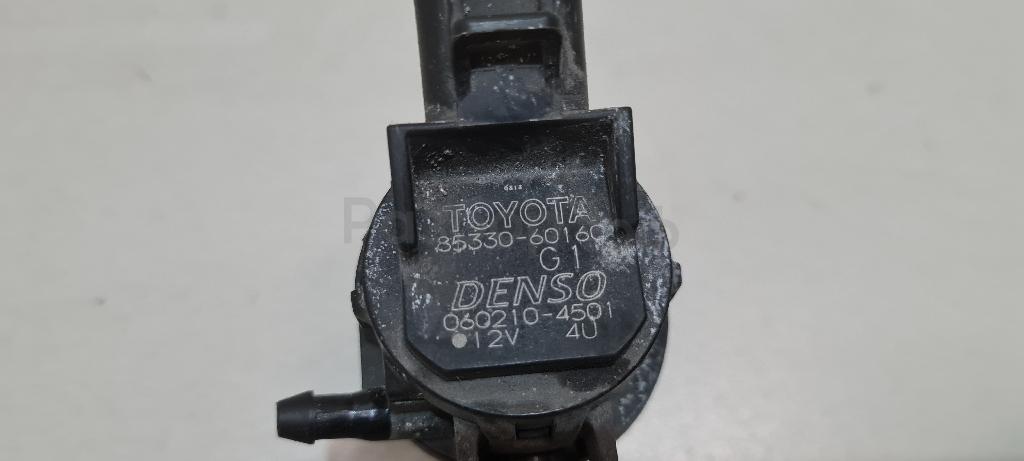 TOYOTA
85330-60160
G1
DENSO
060210-4501
12V 4U